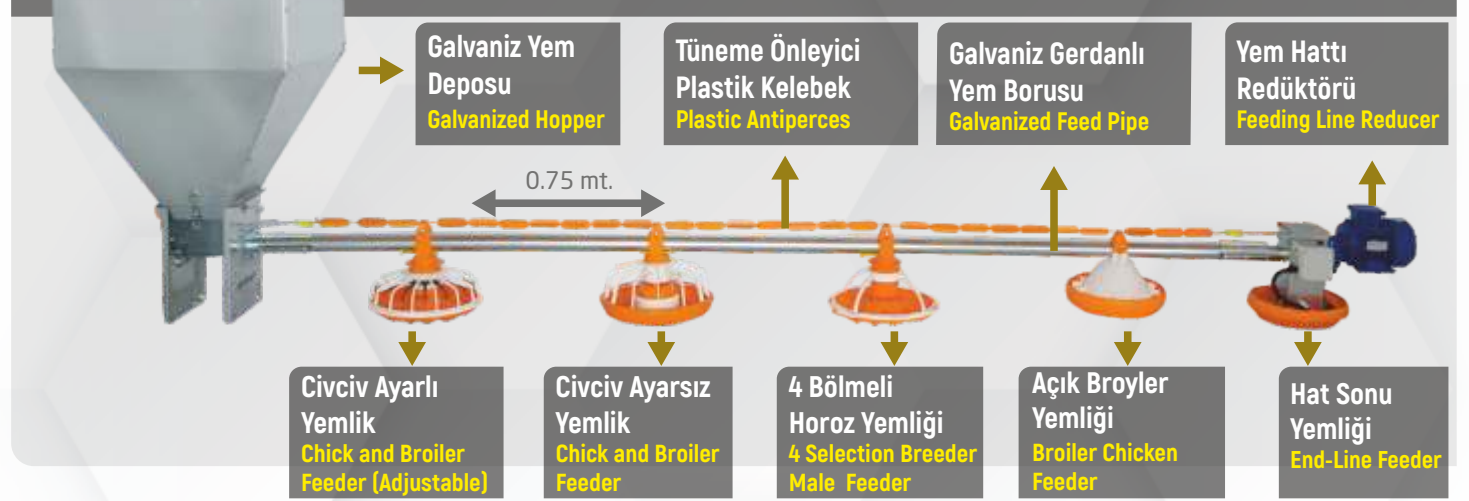 Galvaniz Yem
Deposu
Galvanized Hopper
Tüneme Önleyici
Plastik Kelebek
Plastic Antiperces
Galvaniz Gerdanlı
Yem Borusu
Galvanized Feed Pipe
Yem Hattı
Redüktörü
Feeding Line Reducer
0.75 mt.
Civciv Ayarlı
Yemlik
Chick and Broiler
Feeder (Adjustable)
Civciv Ayarsız
Yemlik
Chick and Broiler
Feeder
4 Bölmeli
Horoz Yemliği
4 Selection Breeder
Male Feeder
Açık Broyler
Yemliği
Broiler Chicken
Feeder
Hat Sonu
Yemliği
End-Line Feeder